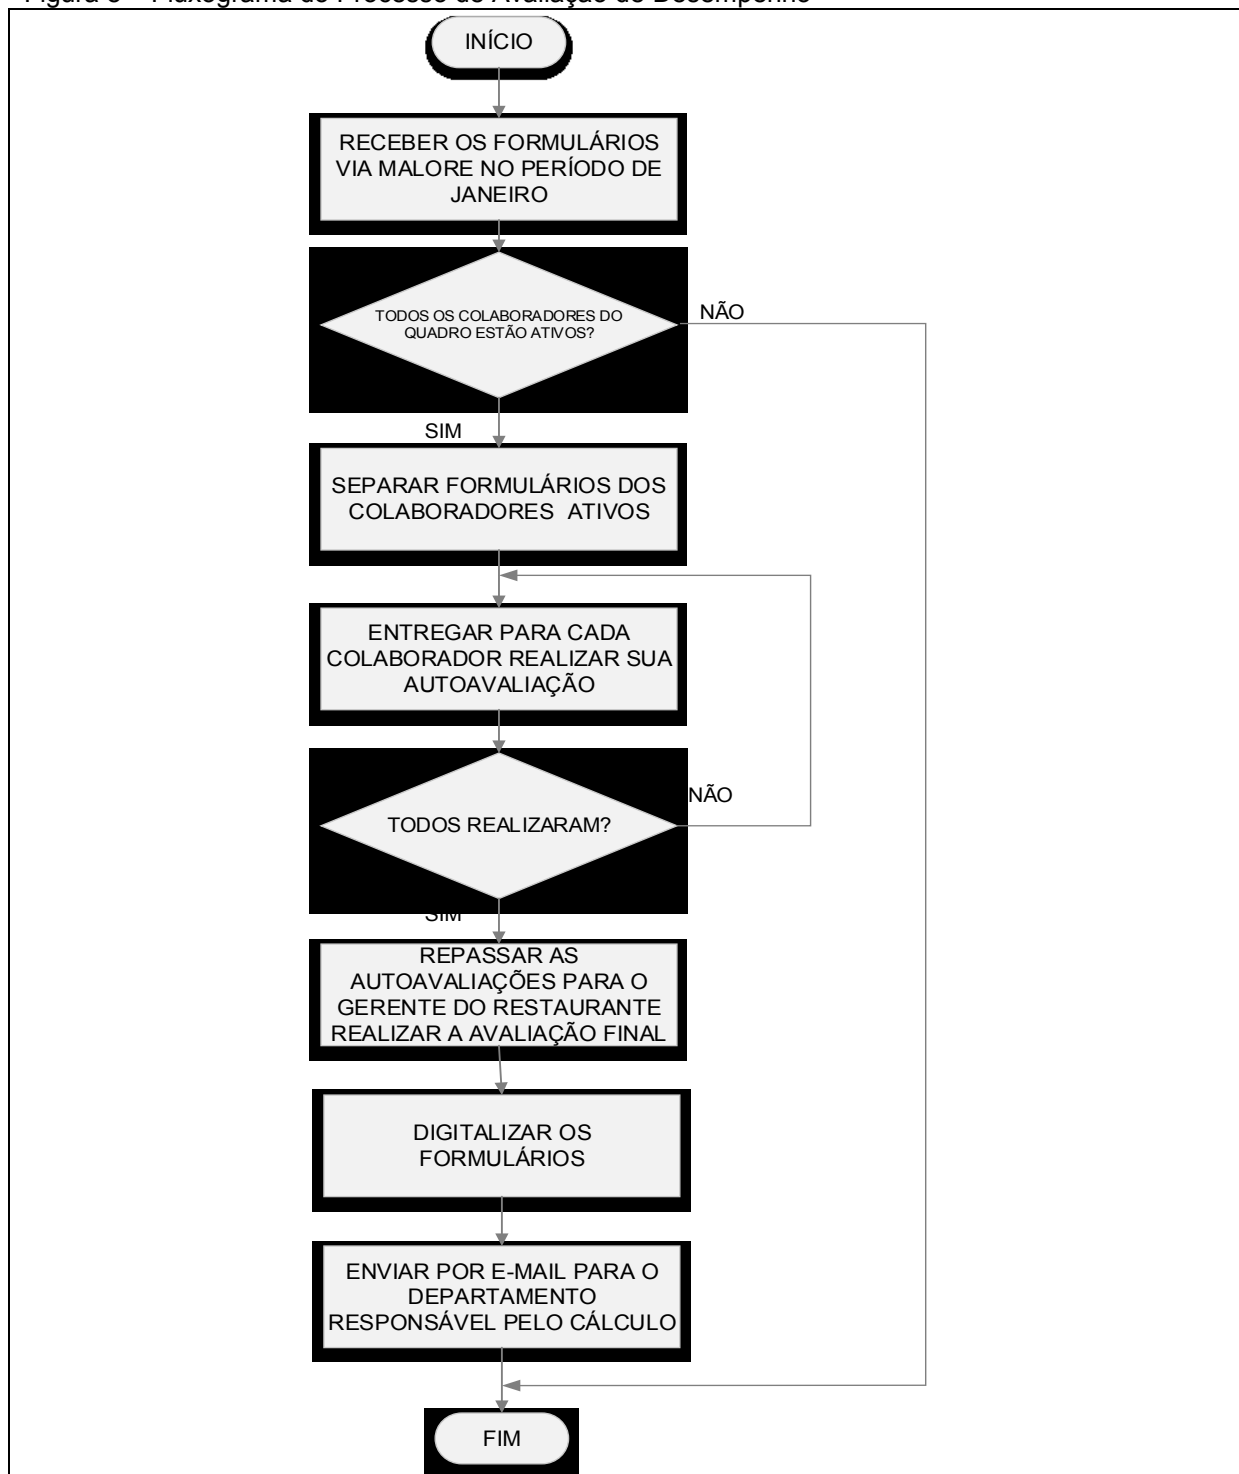 INÍCIO
RECEBER OS FORMULÁRIOS
VIA MALORE NO PERÍODO DE
JANEIRO
TODOS OS COLABORADORES DO
QUADRO ESTÃO ATIVOS?
NÃO
SIM
SEPARAR FORMULÁRIOS DOS
COLABORADORES ATIVOS
ENTREGAR PARA CADA
COLABORADOR REALIZAR SUA
AUTOAVALIAÇÃO
NÃO
TODOS REALIZARAM?
SIM
REPASSAR AS
AUTOAVALIAÇÕES PARA O
GERENTE DO RESTAURANTE
REALIZAR A AVALIAÇÃO FINAL
DIGITALIZAR OS
FORMULÁRIOS
ENVIAR POR E-MAIL PARA O
DEPARTAMENTO
RESPONSÁVEL PELO CÁLCULO
FIM